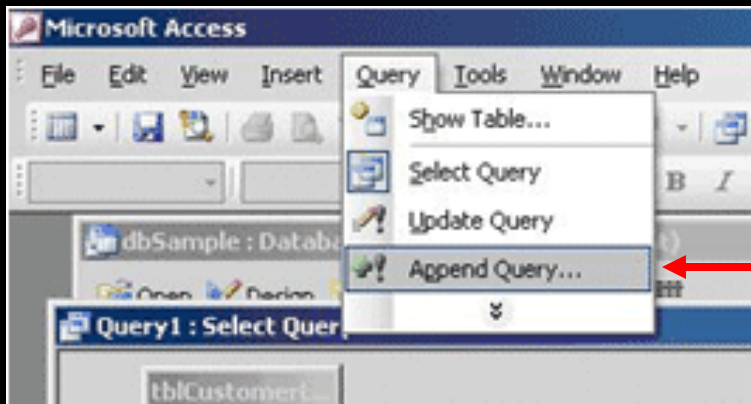 Microsoft Access
File Edit View Insert Query Tools Window Help
Show Table...
Select Query
B I
Update Query
dbSample : Databa
Append Query...
Open Design
Query1 : Select Quer
tblCustomert...